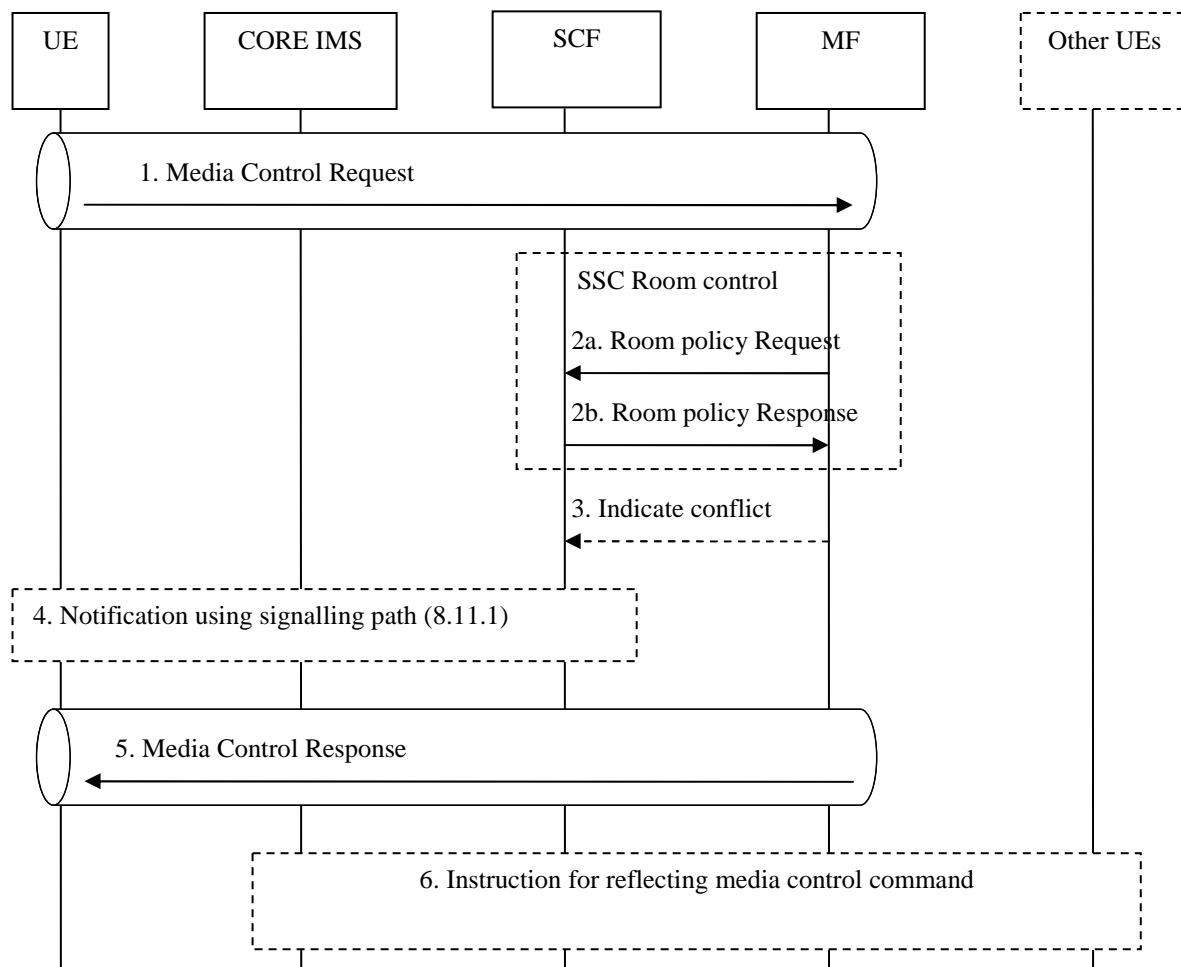 UE
CORE IMS
SCF
MF
Other UEs
1. Media Control Request
SSC Room control
2a. Room policy Request
2b. Room policy Response
3. Indicate conflict
4. Notification using signalling path (8.11.1)
5. Media Control Response
6. Instruction for reflecting media control command